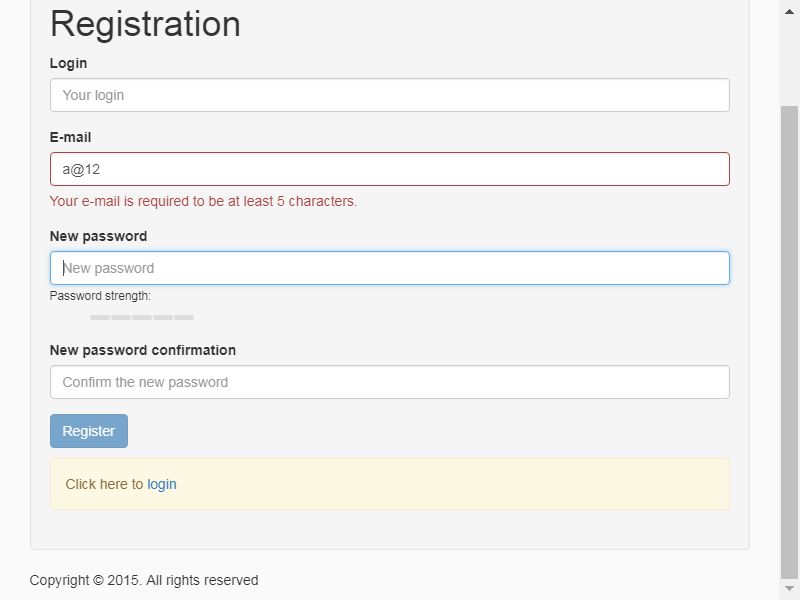 Registration
Login
Your login
E-mail
a@12
Your e-mail is required to be at least 5 characters.
New password
New password
Password strength:
New password confirmation
Confirm the new password
Register
Click here to login
Copyright © 2015. All rights reserved